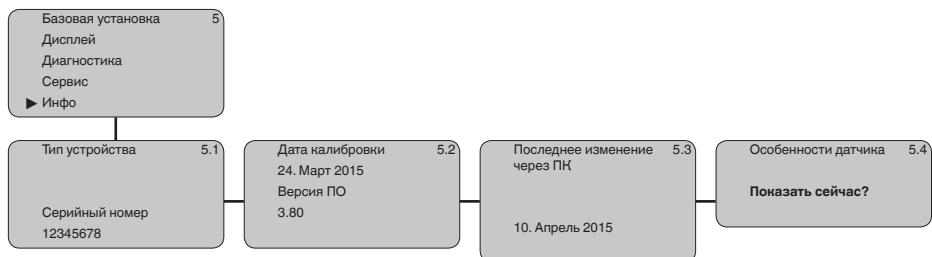 Базовая установка 5
Дисплей
Диагностика
Сервис
▶ Инфо
Тип устройства 5.1
Серийный номер
12345678
Дата калибровки 5.2
24. Март 2015
Версия ПО
3.80
Последнее изменение 5.3
через ПК
10. Апрель 2015
Особенности датчика 5.4
Показать сейчас?